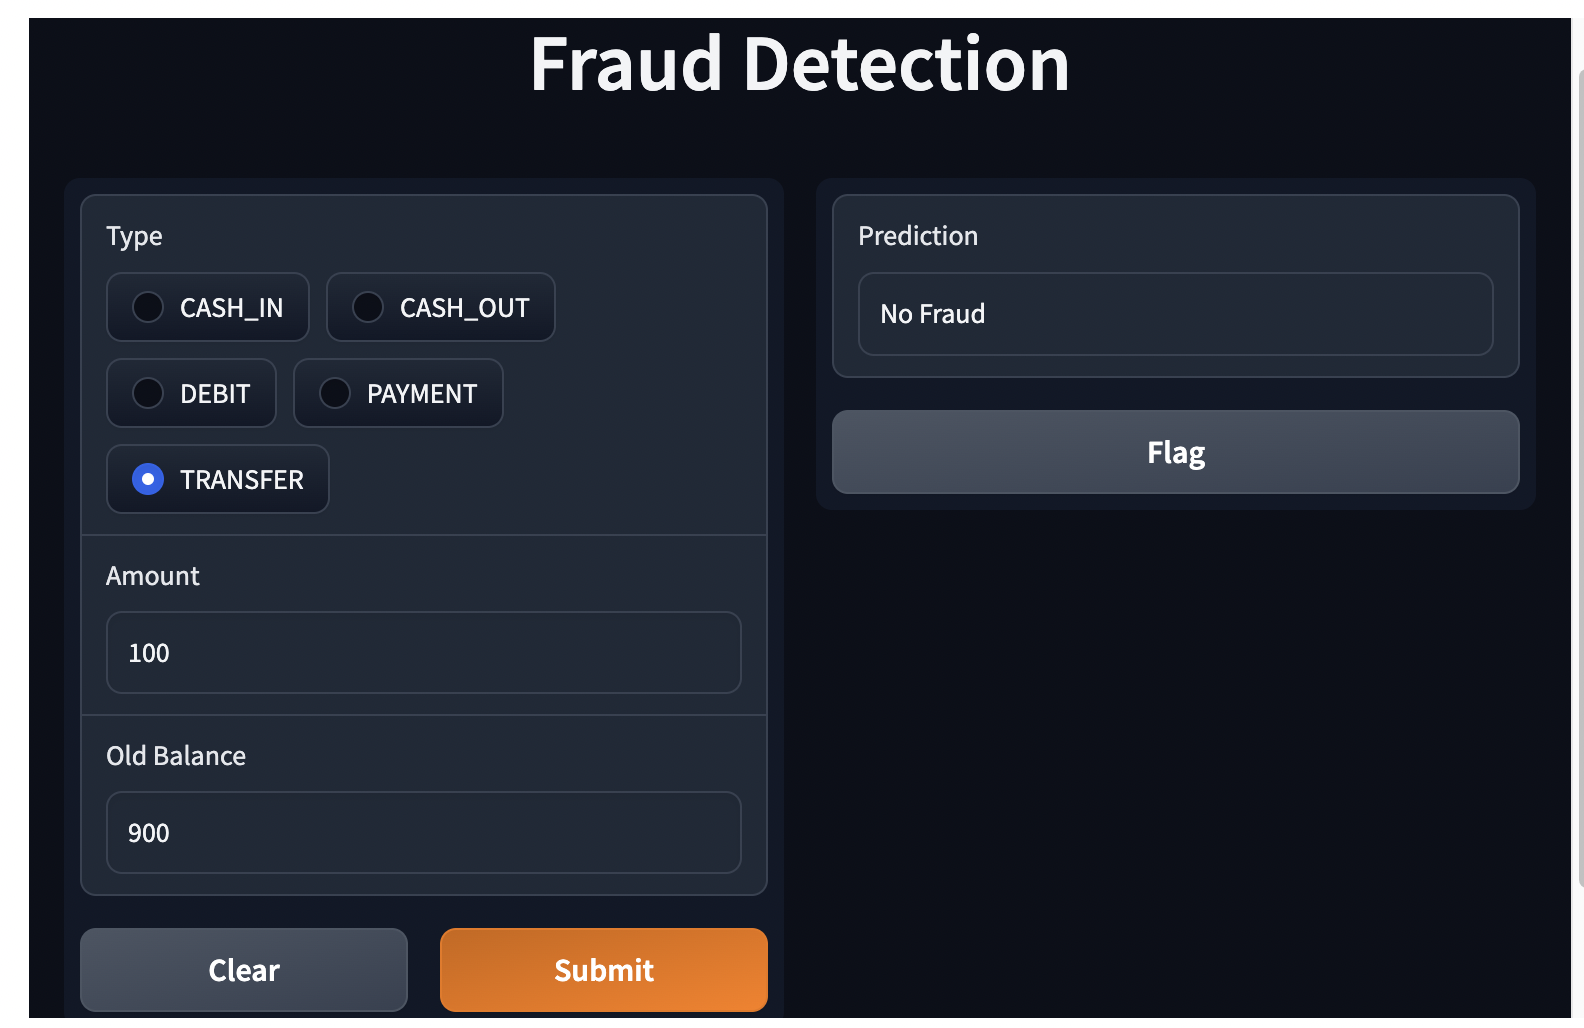 Fraud Detection
Type
CASH_IN
CASH_OUT
DEBIT
PAYMENT
TRANSFER
Amount
100
Old Balance
900
Clear
Submit
Prediction
No Fraud
Flag